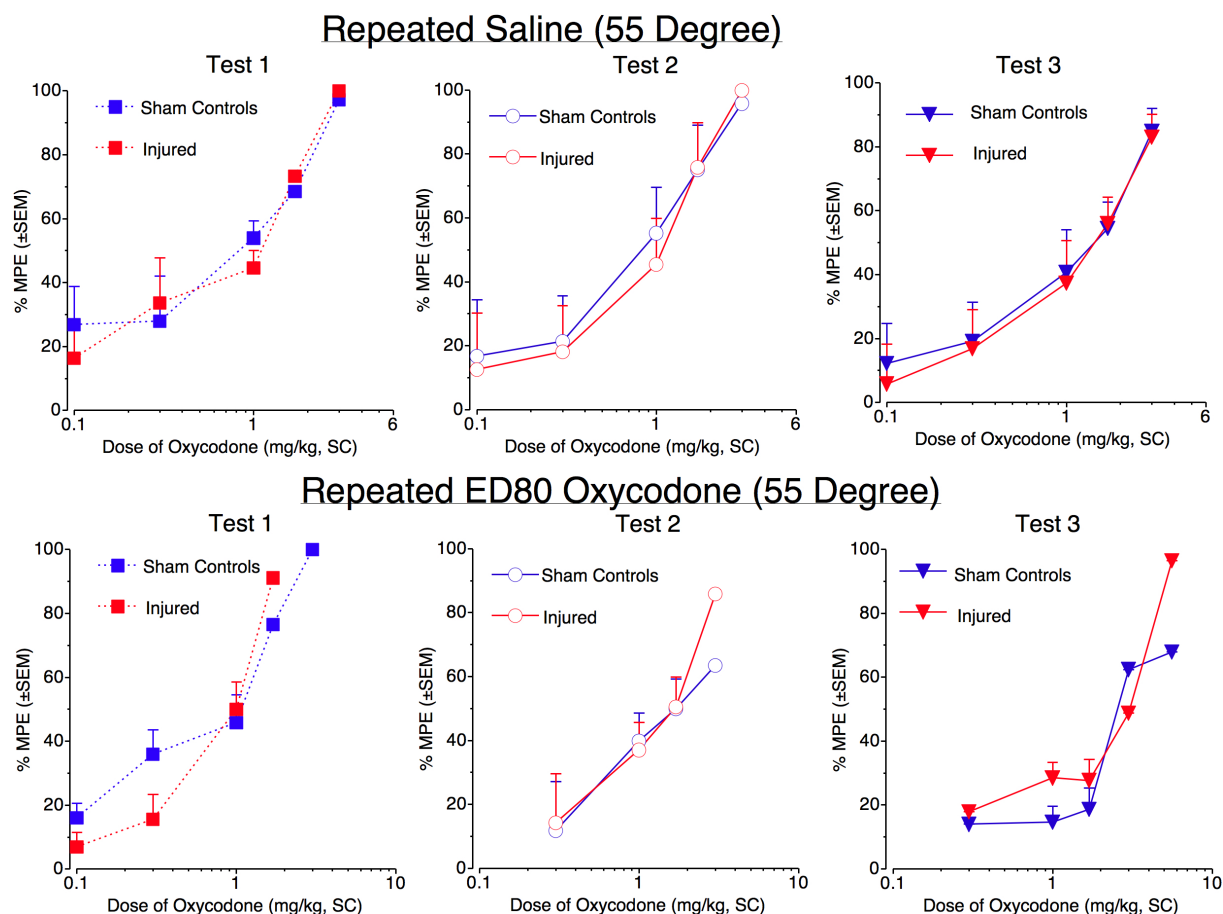 Repeated Saline (55 Degree)
Test 1
Test 2
Test 3
100
80
60
40
20
0
% MPE (±SEM)
Sham Controls
Injured
0.1
1
6
Dose of Oxycodone (mg/kg, SC)
100
80
60
40
20
0
% MPE (±SEM)
Sham Controls
Injured
0.1
1
6
Dose of Oxycodone (mg/kg, SC)
100
80
60
40
20
0
% MPE (±SEM)
Sham Controls
Injured
0.1
1
6
Dose of Oxycodone (mg/kg, SC)
Repeated ED80 Oxycodone (55 Degree)
Test 1
Test 2
Test 3
100
80
60
40
20
0
% MPE (±SEM)
Sham Controls
Injured
0.1
1
10
Dose of Oxycodone (mg/kg, SC)
100
80
60
40
20
0
% MPE (±SEM)
Sham Controls
Injured
0.1
1
10
Dose of Oxycodone (mg/kg, SC)
100
80
60
40
20
0
% MPE (±SEM)
Sham Controls
Injured
0.1
1
10
Dose of Oxycodone (mg/kg, SC)